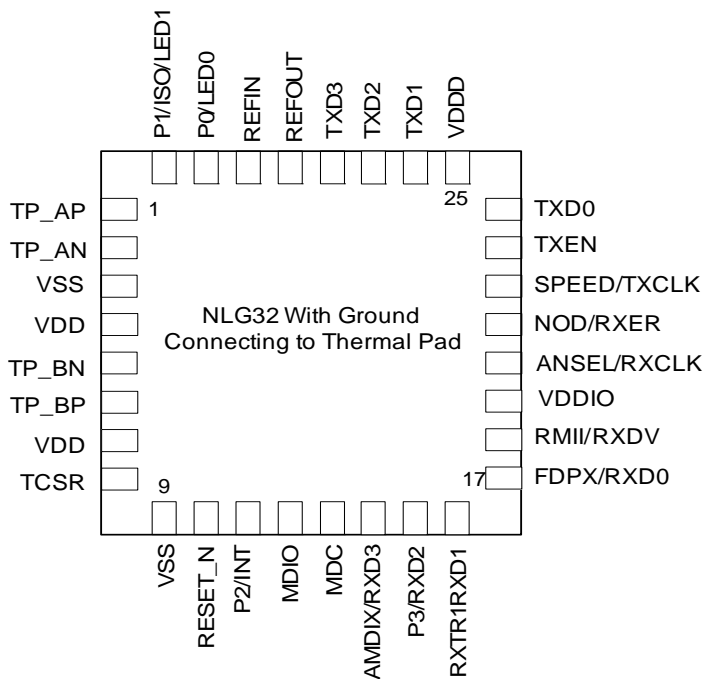 P1/ISO/LED1
P0/LED0
REFIN
REFOUT
TXD3
TXD2
TXD1
VDDD
TP_AP
TP_AN
VSS
VDD
TP_BN
TP_BP
VDD
TCSR
1
25
NLG32 With Ground
Connecting to Thermal Pad
9
17
TXD0
TXEN
SPEED/TXCLK
NOD/RXER
ANSEL/RXCLK
VDDIO
RMII/RXDV
FDPX/RXD0
VSS
RESET_N
P2/INT
MDIO
MDC
AMDIX/RXD3
P3/RXD2
RXTR1RXD1